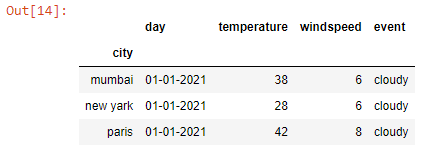 Out[14]:
day temperature windspeed event
city
mumbai 01-01-2021 38 6 cloudy
new yark 01-01-2021 28 6 cloudy
paris 01-01-2021 42 8 cloudy